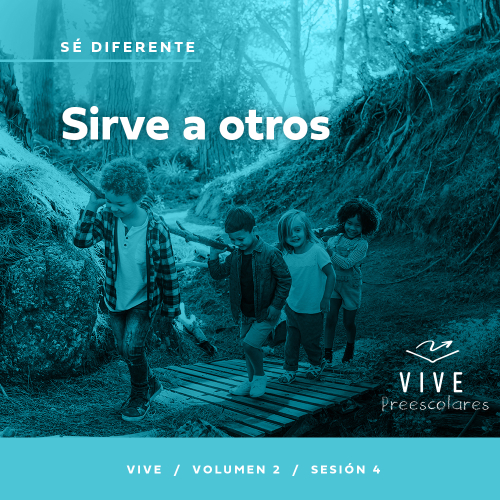 SÉ DIFERENTE
Sirve a otros
VIVE
Preescolares
VIVE / VOLUMEN 2 / SESIÓN 4